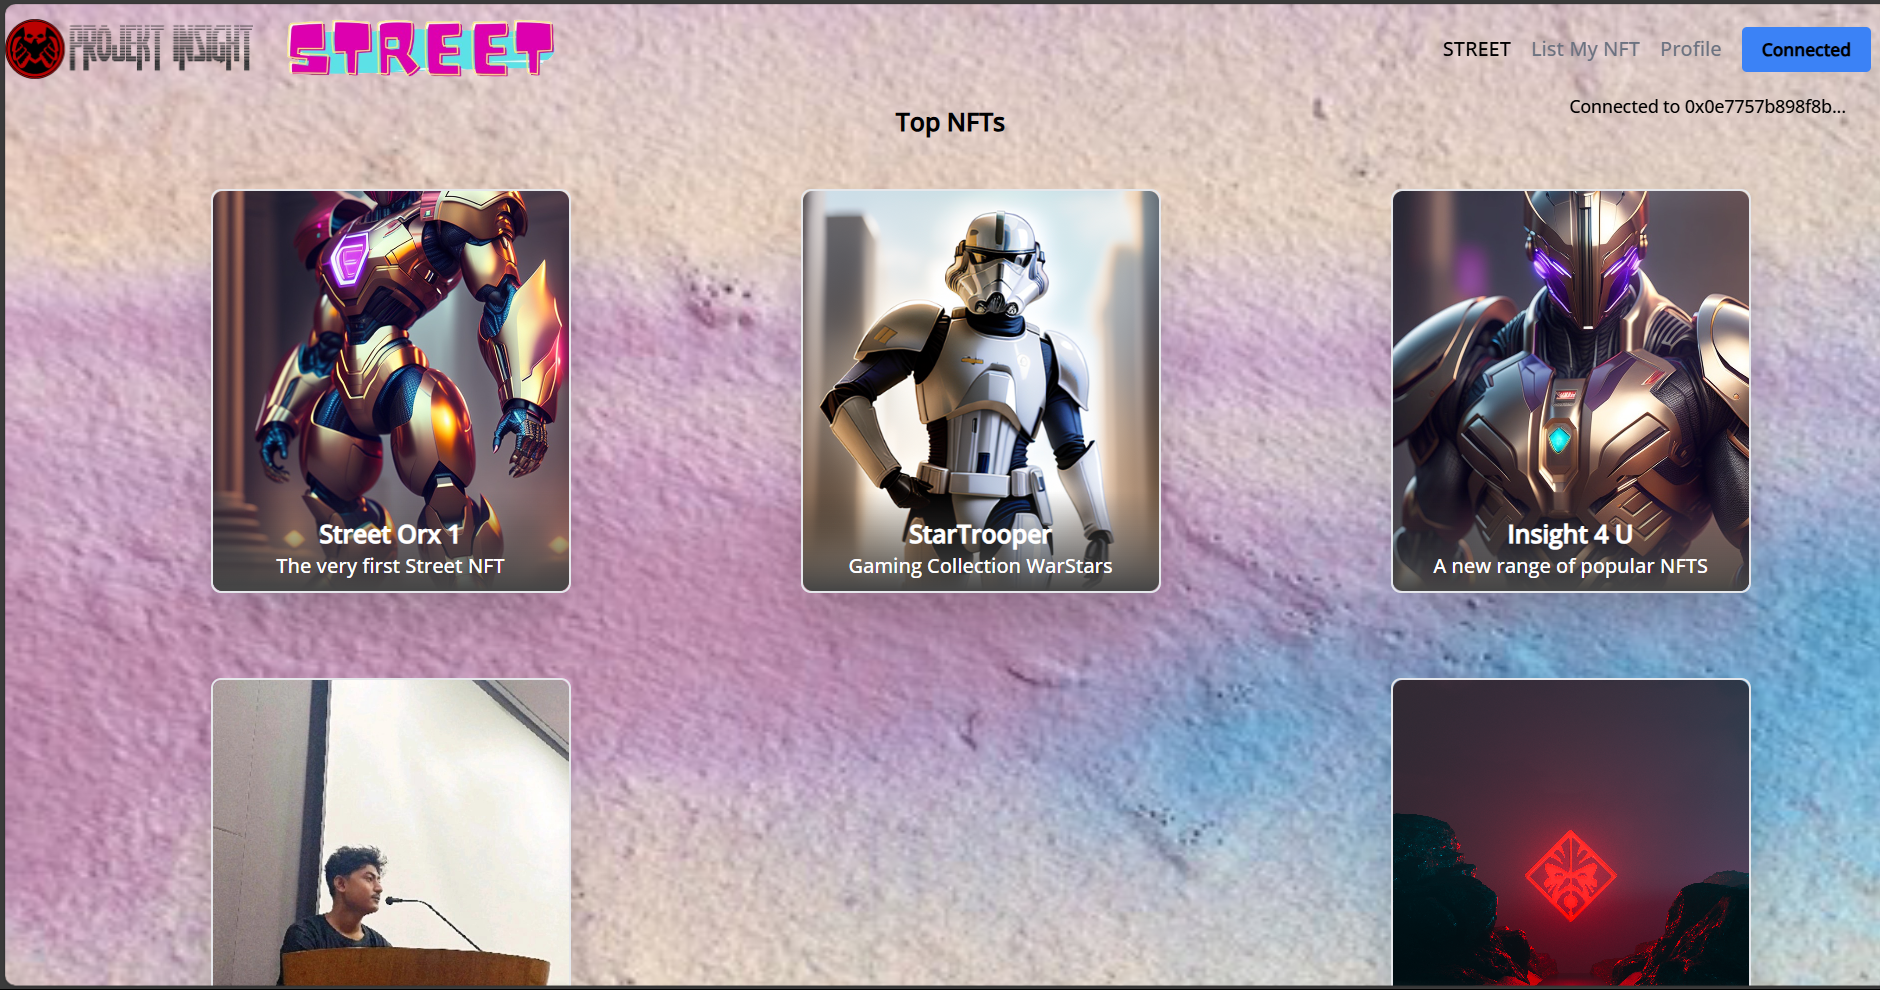 PROJEKT INSIGHT
STREET
STREET List My NFT Profile Connected
Connected to 0x0e7757b898f8b...
Top NFTs
Street Orx 1
The very first Street NFT
StarTrooper
Gaming Collection WarStars
Insight 4 U
A new range of popular NFTS